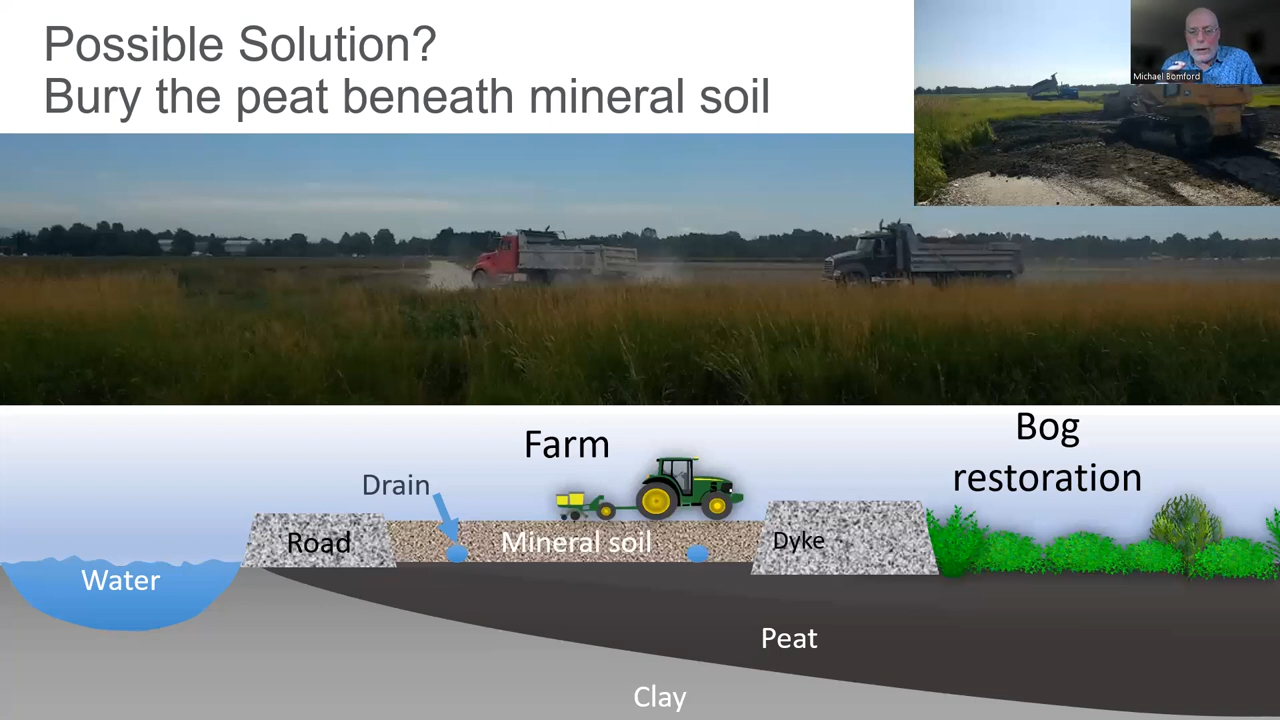 Possible Solution?
Bury the peat beneath mineral soil
Michael Bomford
Farm
Bog
restoration
Drain
Road
Mineral soil
Dyke
Water
Peat
Clay